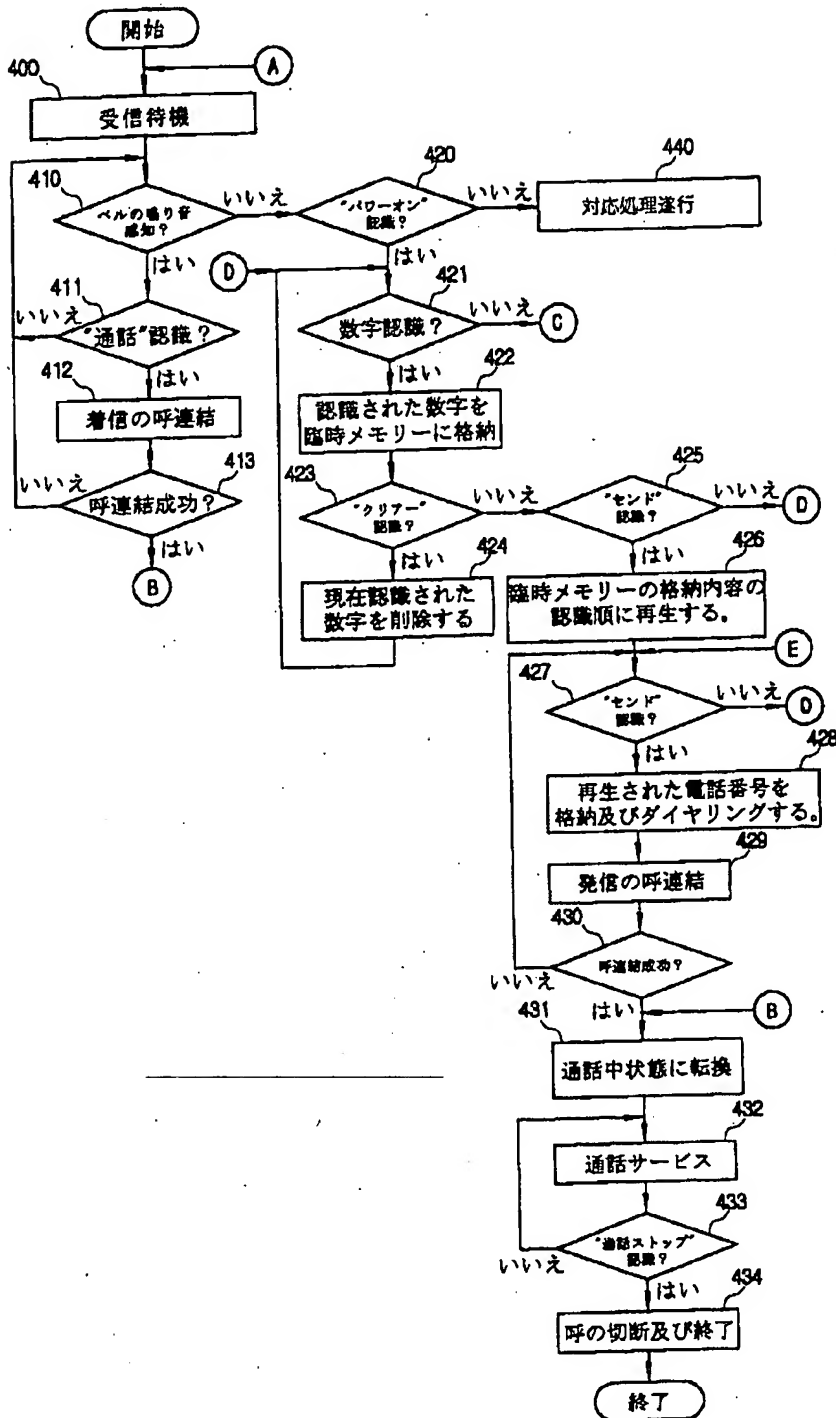 開始
A
400
受信待機
410
ベルの鳴り音
感知?
いいえ
420
"パワーオン"
認識?
いいえ
440
対応処理遂行
はい
はい
D
411
"通話"認識?
いいえ
421
数字認識?
いいえ
C
はい
412
着信の呼連結
はい
422
認識された数字を
臨時メモリーに格納
413
呼連結成功?
いいえ
はい
B
423
"クリアー"
認識?
いいえ
425
"センド"
認識?
いいえ
D
はい
424
現在認識された
数字を削除する
はい
426
臨時メモリーの格納内容の
認識順に再生する。
E
427
"センド"
認識?
いいえ
D
はい
428
再生された電話番号を
格納及びダイヤリングする。
429
発信の呼連結
430
呼連結成功?
いいえ
はい
B
431
通話中状態に転換
432
通話サービス
433
"通話ストップ"
認識?
いいえ
はい
434
呼の切断及び終了
終了